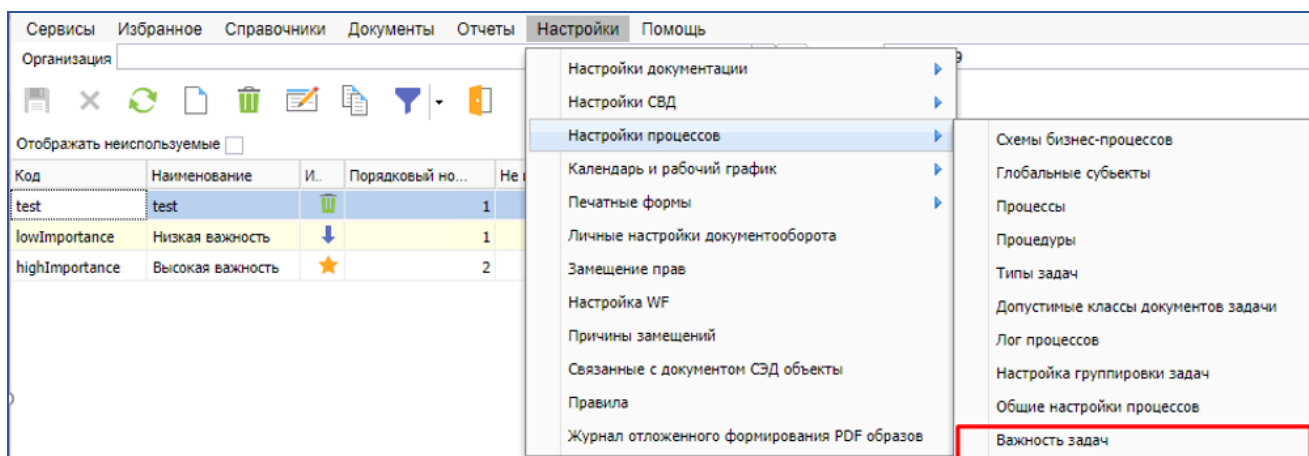 Сервисы Избранное Справочники Документы Отчеты Настройки Помощь
Организация
Отображать неиспользуемые
Код Наименование И.. Порядковый но... Не
test test 1
lowImportance Низкая важность 1
highImportance Высокая важность 2
Настройки документации
Настройки СВД
Настройки процессов
Календарь и рабочий график
Печатные формы
Личные настройки документооборота
Замещение прав
Настройка WF
Причины замещений
Связанные с документом СЭД объекты
Правила
Журнал отложенного формирования PDF образов
Схемы бизнес-процессов
Глобальные субъекты
Процессы
Процедуры
Типы задач
Допустимые классы документов задачи
Лог процессов
Настройка группировки задач
Общие настройки процессов
Важность задач